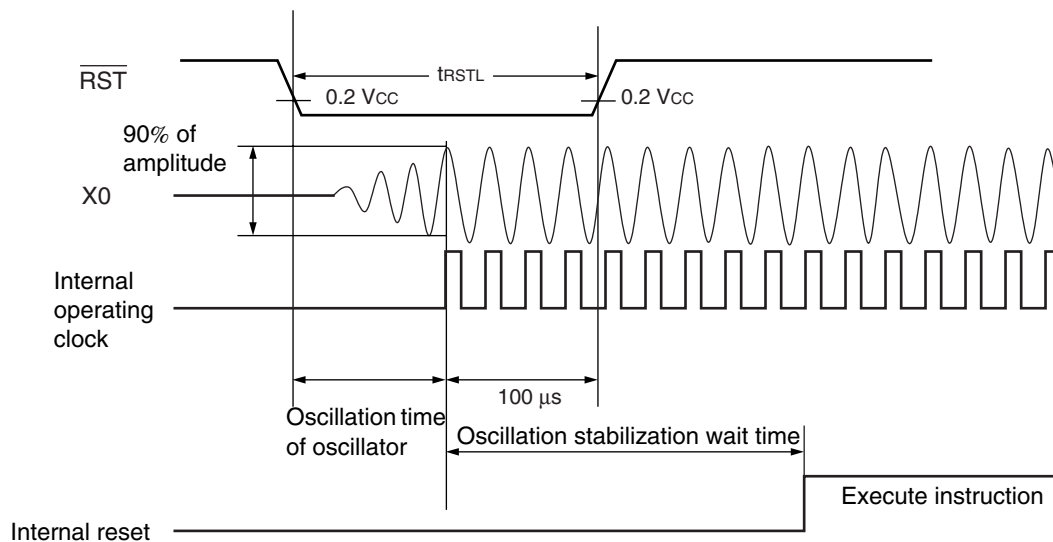 RST
tRSTL
0.2 VCC
0.2 VCC
90% of
amplitude
X0
Internal
operating
clock
100 μs
Oscillation time
of oscillator
Oscillation stabilization wait time
Execute instruction
Internal reset